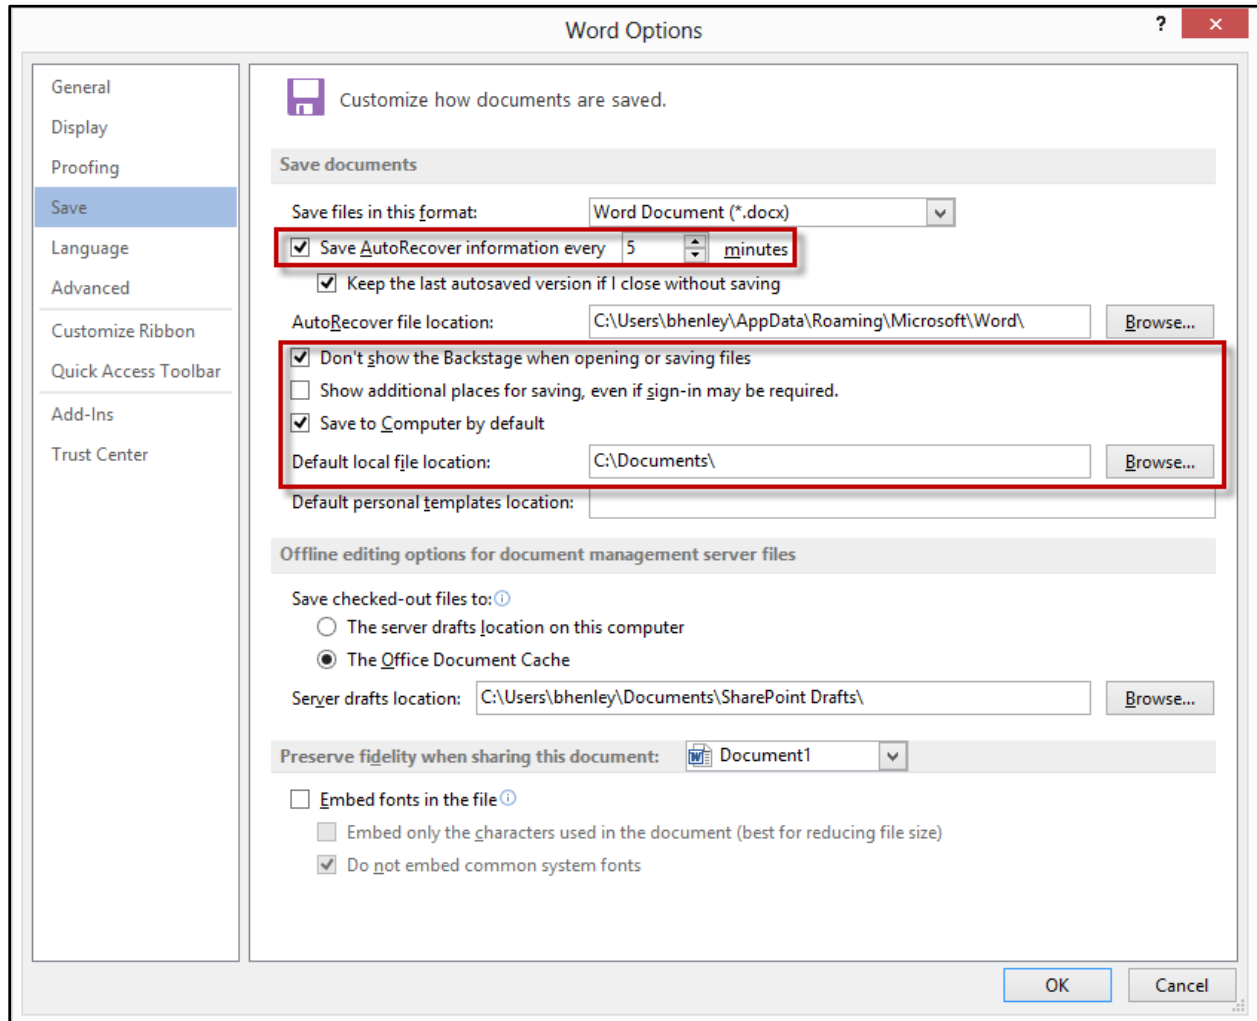 Word Options
?
General
Display
Proofing
Save
Language
Advanced
Customize Ribbon
Quick Access Toolbar
Add-Ins
Trust Center
Customize how documents are saved.
Save documents
Save files in this format: Word Document (*.docx)
Save AutoRecover information every 5 minutes
Keep the last autosaved version if I close without saving
AutoRecover file location: C:\Users\bhenley\AppData\Roaming\Microsoft\Word\ Browse...
Don't show the Backstage when opening or saving files
Show additional places for saving, even if sign-in may be required.
Save to Computer by default
Default local file location: C:\Documents\ Browse...
Default personal templates location:
Offline editing options for document management server files
Save checked-out files to:
The server drafts location on this computer
The Office Document Cache
Server drafts location: C:\Users\bhenley\Documents\SharePoint Drafts\ Browse...
Preserve fidelity when sharing this document: Document1
Embed fonts in the file
Embed only the characters used in the document (best for reducing file size)
Do not embed common system fonts
OK Cancel